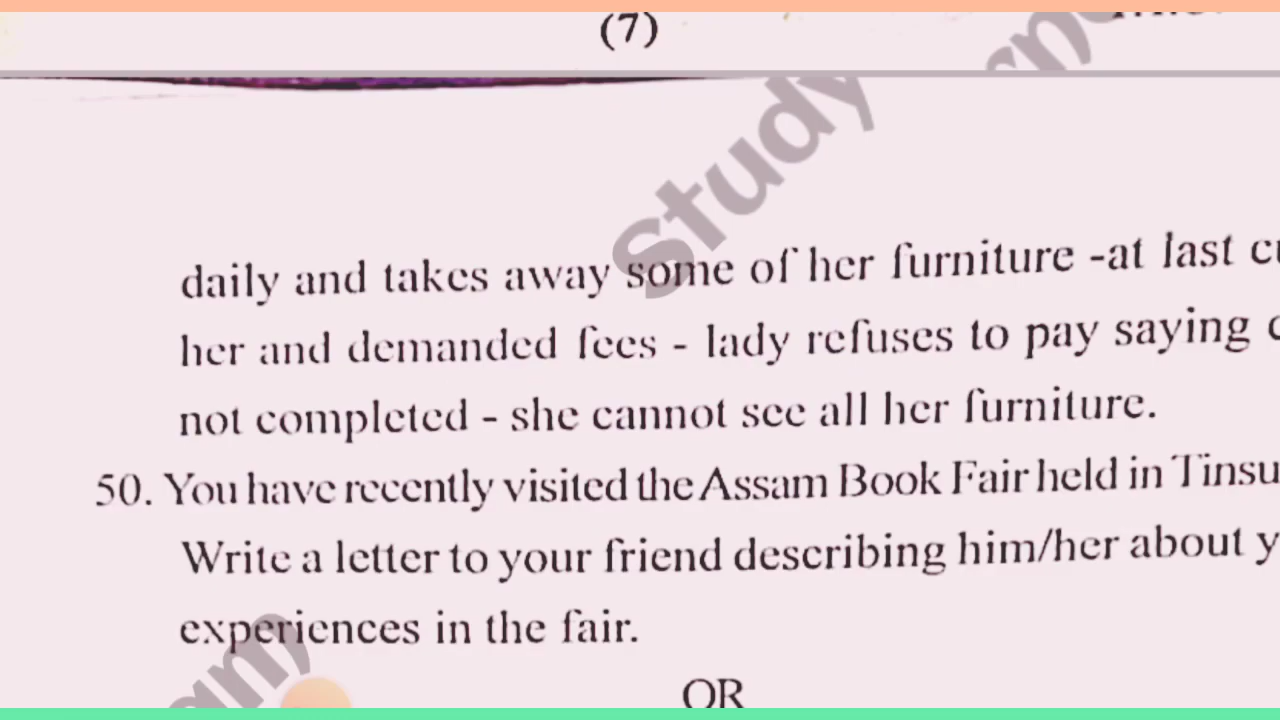 (7)
study
daily and takes away some of her furniture -at last
her and demanded fees - lady refuses to pay saying
not completed - she cannot see all her furniture.
50. You have recently visited the Assam Book Fair held in Tinsu
Write a letter to your friend describing him/her about y
experiences in the fair.
OR